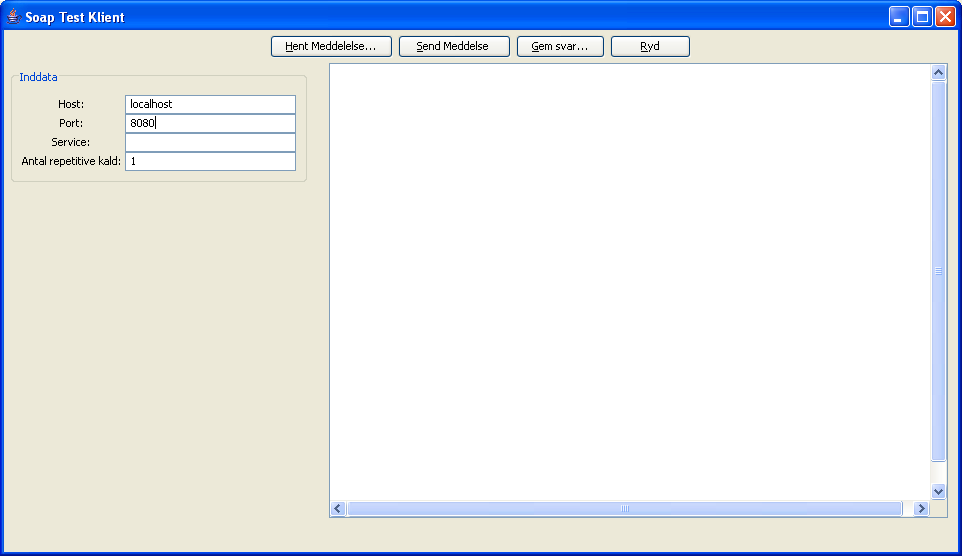 Soap Test Klient
Hent Meddelelse... Send Meddelse Gem svar... Ryd
Inddata
Host: localhost
Port: 8080
Service:
Antal repetitive kald: 1